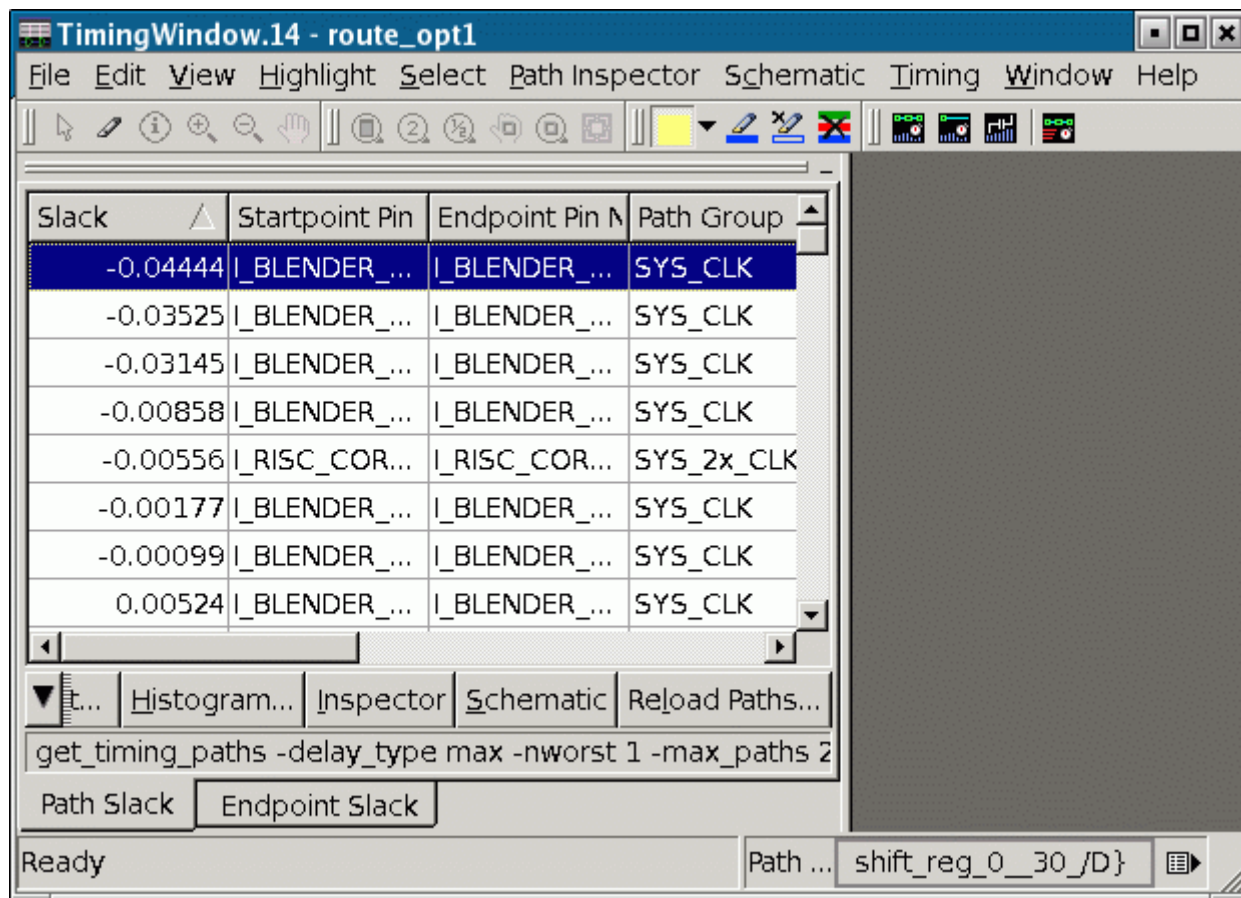 TimingWindow.14 - route_opt1
File Edit View Highlight Select Path Inspector Schematic Timing Window Help
Slack Startpoint Pin Endpoint Pin N Path Group
-0.04444 I_BLENDER_... I_BLENDER_... SYS_CLK
-0.03525 I_BLENDER_... I_BLENDER_... SYS_CLK
-0.03145 I_BLENDER_... I_BLENDER_... SYS_CLK
-0.00858 I_BLENDER_... I_BLENDER_... SYS_CLK
-0.00556 I_RISC_COR... I_RISC_COR... SYS_2x_CLK
-0.00177 I_BLENDER_... I_BLENDER_... SYS_CLK
-0.00099 I_BLENDER_... I_BLENDER_... SYS_CLK
0.00524 I_BLENDER_... I_BLENDER_... SYS_CLK
t... Histogram... Inspector Schematic Reload Paths...
get_timing_paths -delay_type max -nworst 1 -max_paths 2
Path Slack Endpoint Slack
Ready Path ... shift_reg_0__30_/D}